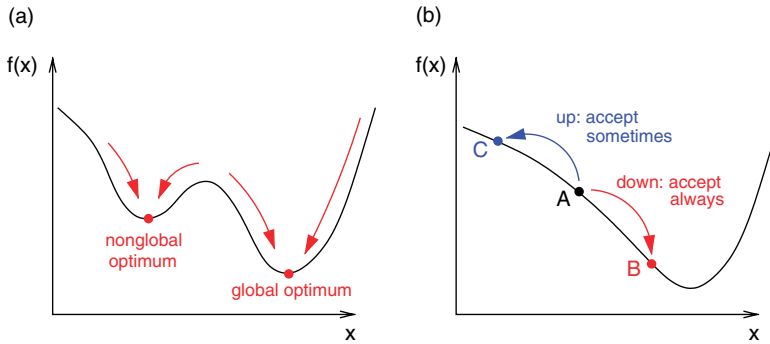 (a)
f(x)
nonglobal
optimum
global optimum
x
(b)
f(x)
up: accept
sometimes
C
A
down: accept
always
B
x